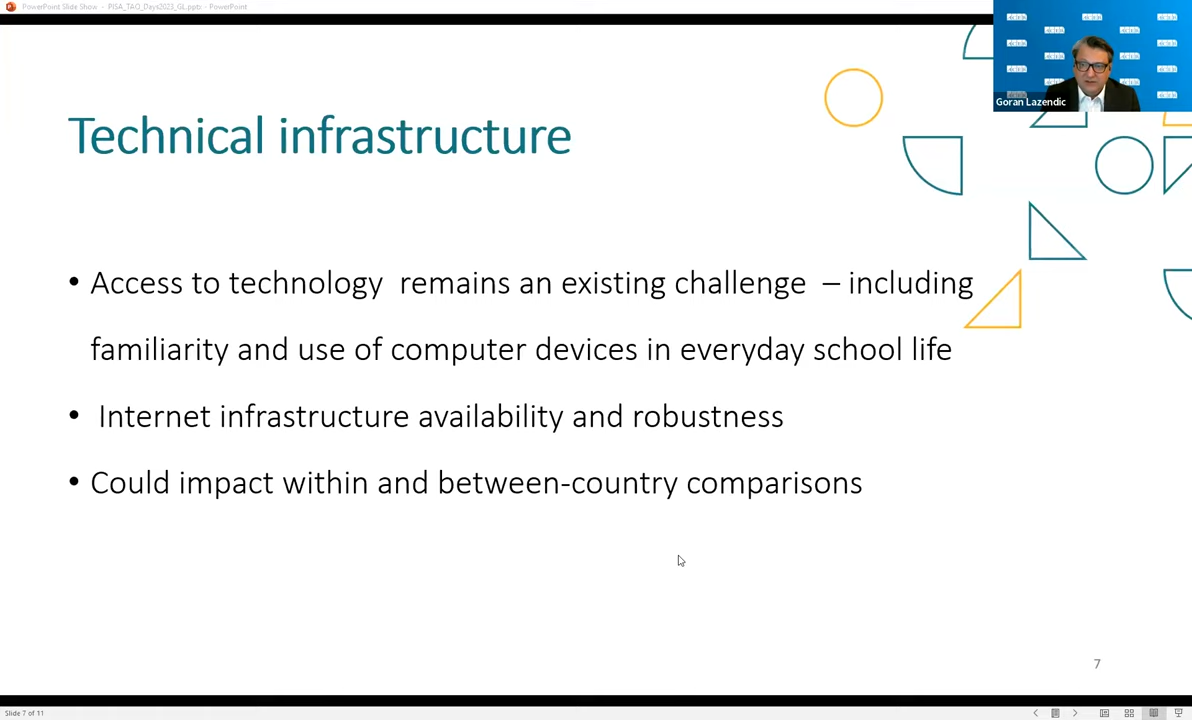 PowerPoint Slide Show - PISA_TAO_Days2023_GL.pptx - PowerPoint
Goran Lazendic
Technical infrastructure
• Access to technology remains an existing challenge – including
familiarity and use of computer devices in everyday school life
• Internet infrastructure availability and robustness
• Could impact within and between-country comparisons
7
Slide 7 of 11